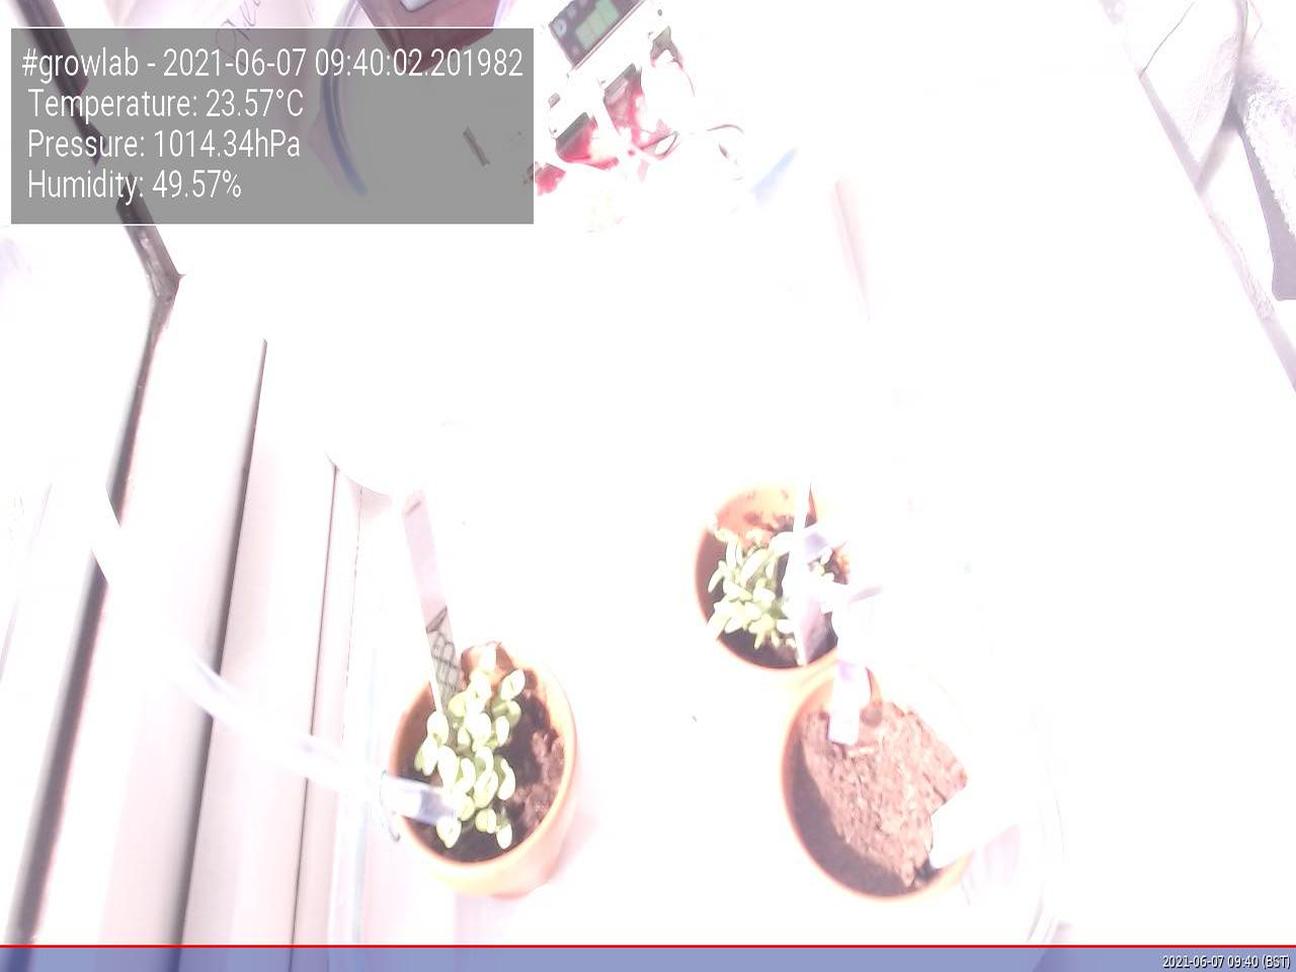 #growlab - 2021-06-07 09:40:02.201982
Temperature: 23.57°C
Pressure: 1014.34hPa
Humidity: 49.57%
2021-06-07 09:40 (BST)